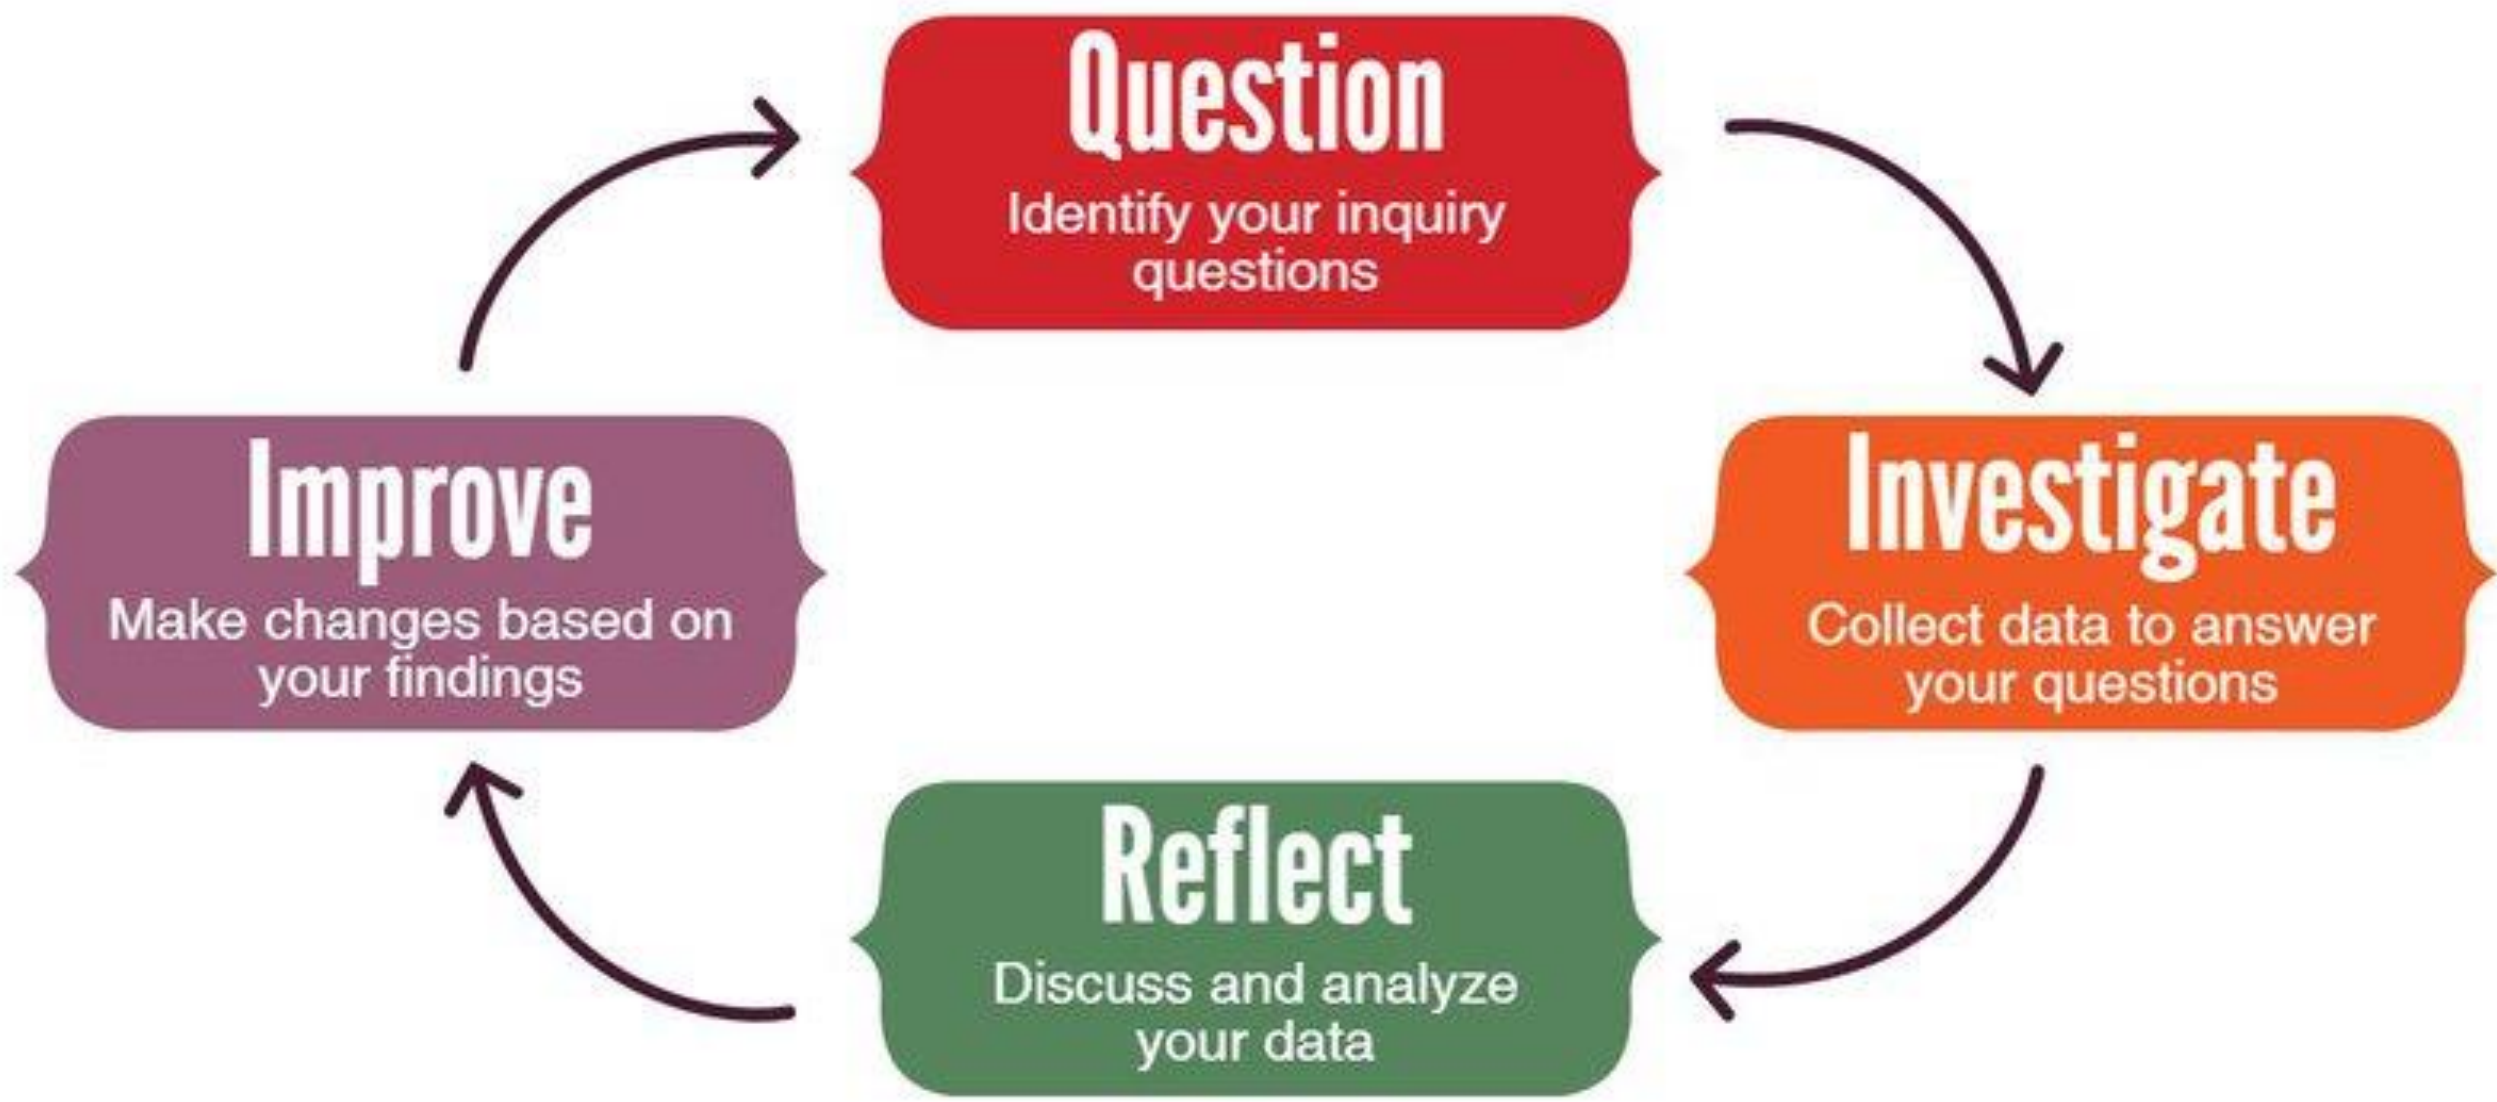 Question
Identify your inquiry
questions
Investigate
Collect data to answer
your questions
Reflect
Discuss and analyze
your data
Improve
Make changes based on
your findings